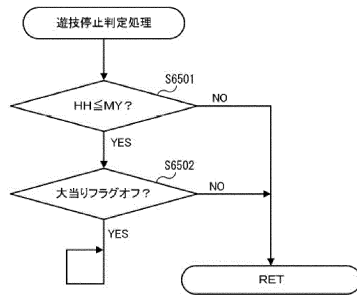 遊技停止判定処理
S6501
HH≦MY?
NO
YES
S6502
大当りフラグオフ?
NO
YES
RET